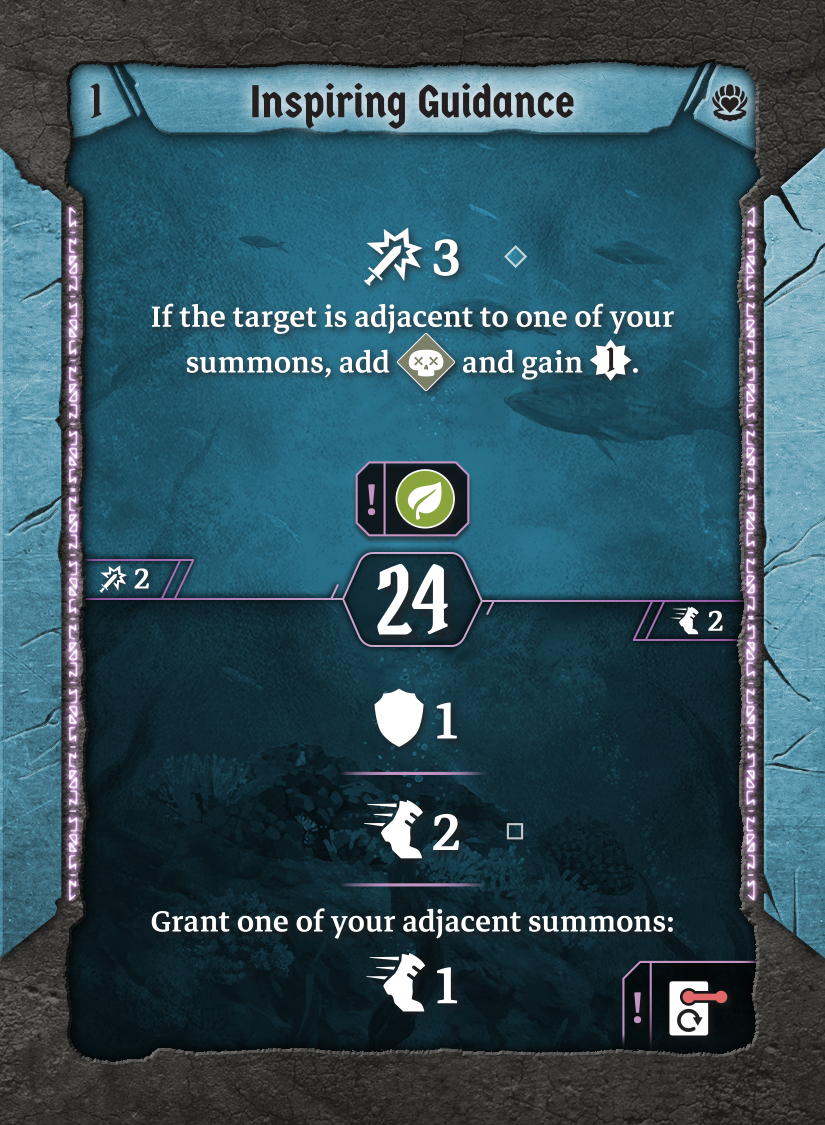 1
Inspiring Guidance
3
If the target is adjacent to one of your
summons, add and gain 1.
!
2
24
2
1
2
Grant one of your adjacent summons:
1
!